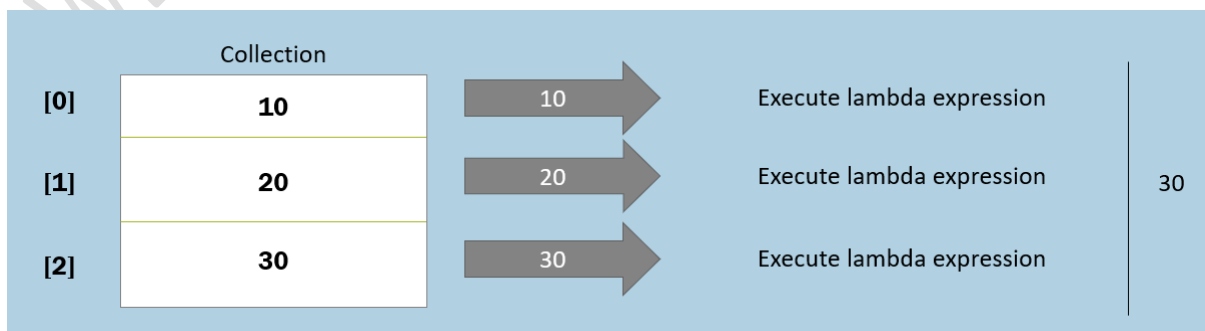 Collection
[0] 10 10 Execute lambda expression
[1] 20 20 Execute lambda expression 30
[2] 30 30 Execute lambda expression